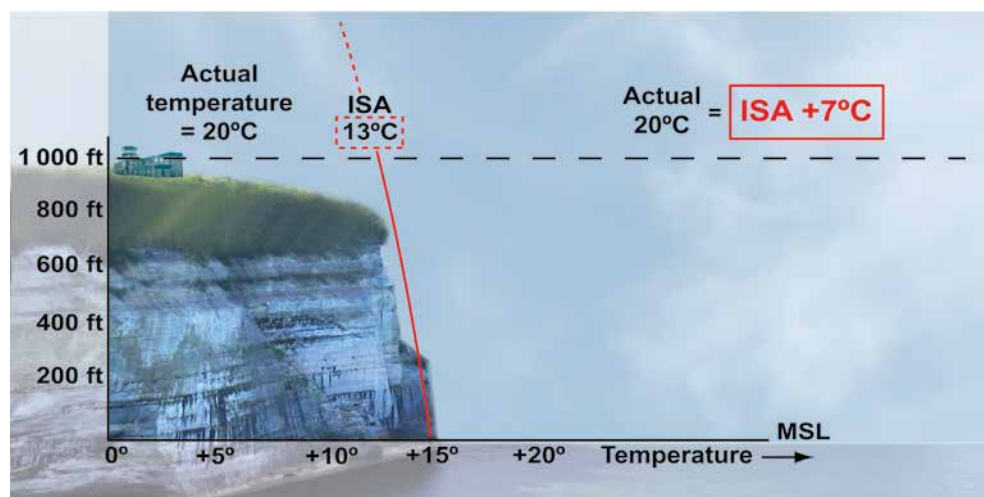 Actual
temperature
= 20ºC
ISA
13ºC
Actual
20ºC
=
ISA +7ºC
1 000 ft
800 ft
600 ft
400 ft
200 ft
MSL
0º +5º +10º +15º +20º Temperature